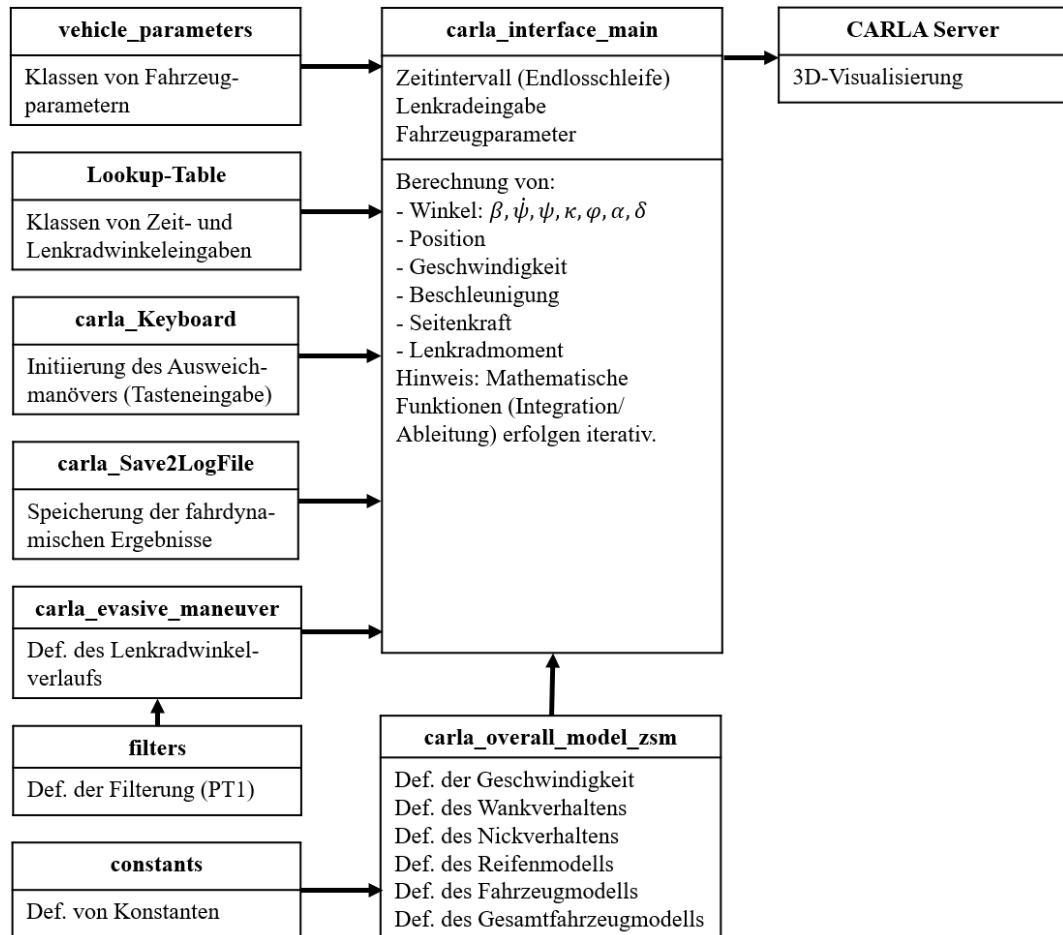 vehicle_parameters
Klassen von Fahrzeug-
parametern
Lookup-Table
Klassen von Zeit- und
Lenkradwinkeleingaben
carla_Keyboard
Initiierung des Ausweich-
manövers (Tasteneingabe)
carla_Save2LogFile
Speicherung der fahrdyna-
mischen Ergebnisse
carla_evasive_maneuver
Def. des Lenkradwinkel-
verlaufs
filters
Def. der Filterung (PT1)
constants
Def. von Konstanten
carla_interface_main
Zeitintervall (Endlosschleife)
Lenkradeingabe
Fahrzeugparameter
Berechnung von:
- Winkel: β, ψ̇, ψ, κ, φ, α, δ
- Position
- Geschwindigkeit
- Beschleunigung
- Seitenkraft
- Lenkradmoment
Hinweis: Mathematische
Funktionen (Integration/
Ableitung) erfolgen iterativ.
carla_overall_model_zsm
Def. der Geschwindigkeit
Def. des Wankverhaltens
Def. des Nickverhaltens
Def. des Reifenmodells
Def. des Fahrzeugmodells
Def. des Gesamtfahrzeugmodells
CARLA Server
3D-Visualisierung